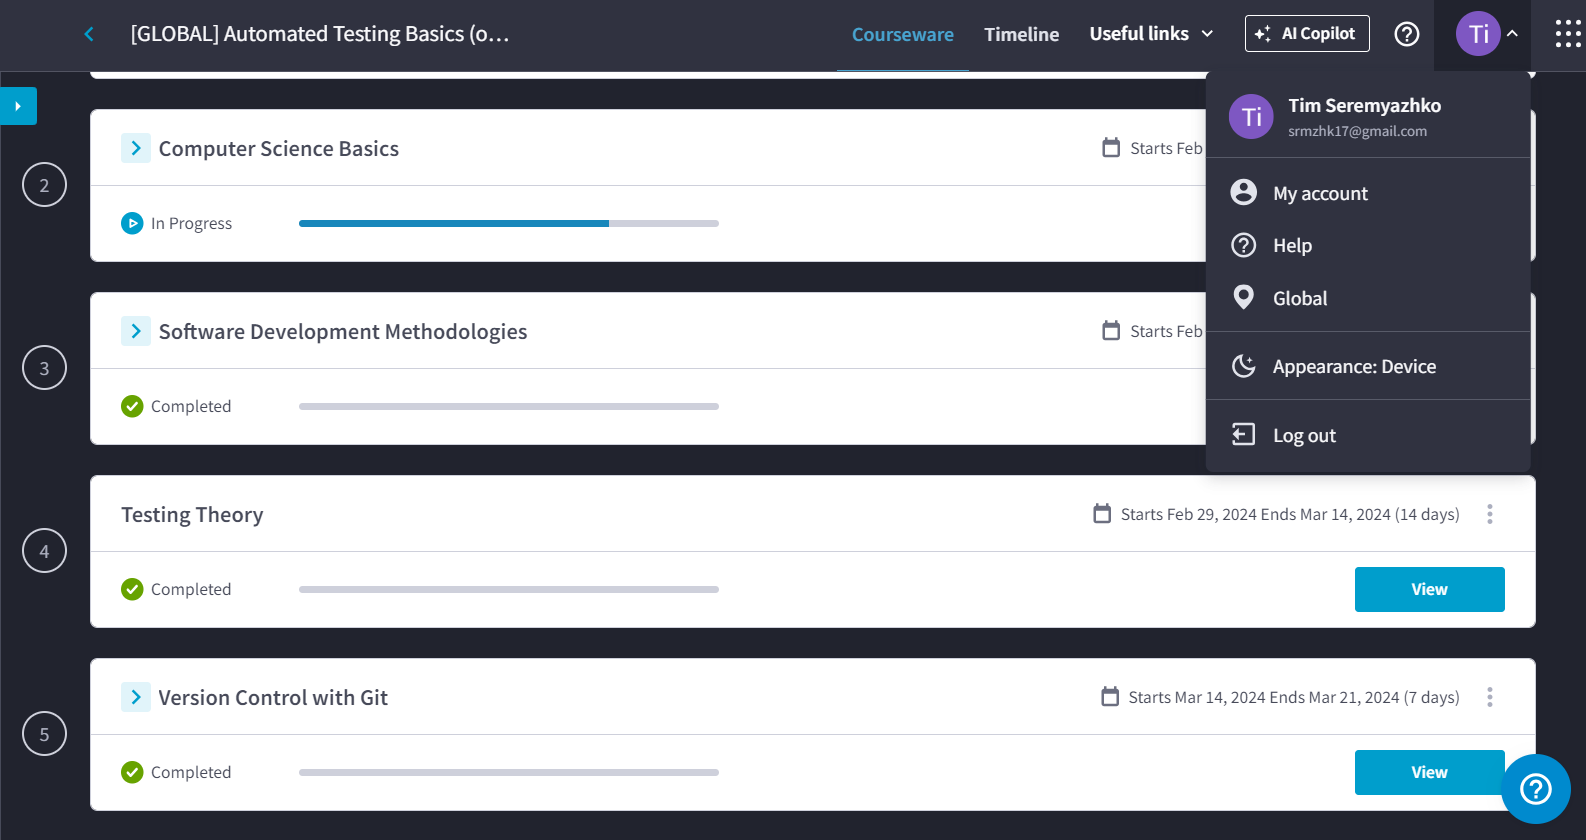 [GLOBAL] Automated Testing Basics (o...
Courseware
Timeline
Useful links
AI Copilot
Ti
Ti
Tim Seremyazhko
srmzhk17@gmail.com
My account
Help
Global
Appearance: Device
Log out
2
Computer Science Basics
Starts Feb
In Progress
3
Software Development Methodologies
Starts Feb
Completed
4
Testing Theory
Starts Feb 29, 2024 Ends Mar 14, 2024 (14 days)
Completed
View
5
Version Control with Git
Starts Mar 14, 2024 Ends Mar 21, 2024 (7 days)
Completed
View